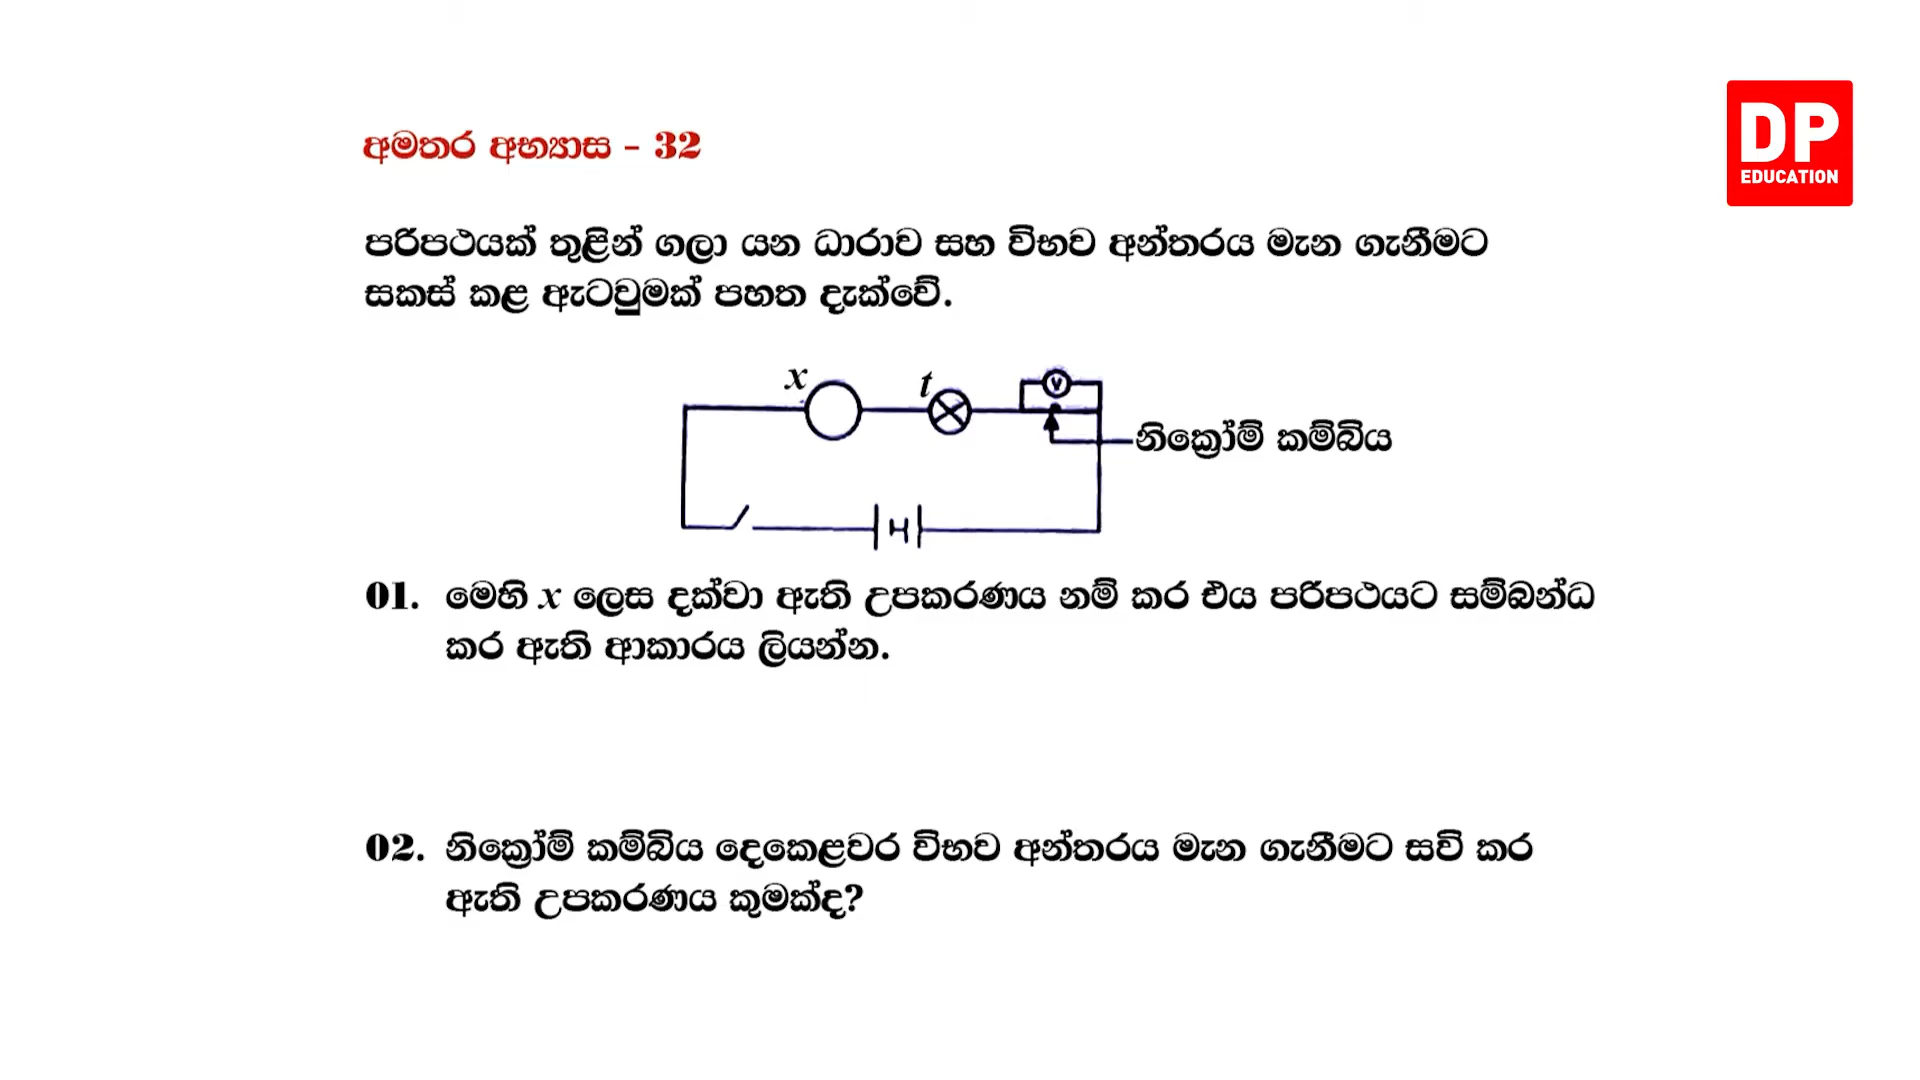 DP
EDUCATION
අමතර අභ්‍යාස - 32
පරිපථයක් තුළින් ගලා යන ධාරාව සහ විභව අන්තරය මැන ගැනීමට
සකස් කළ ඇටවුමක් පහත දැක්වේ.
x
t
V
නික්‍රෝම් කම්බිය
01. මෙහි x ලෙස දක්වා ඇති උපකරණය නම් කර එය පරිපථයට සම්බන්ධ
කර ඇති ආකාරය ලියන්න.
02. නික්‍රෝම් කම්බිය දෙකෙළවර විභව අන්තරය මැන ගැනීමට සවි කර
ඇති උපකරණය කුමක්ද?